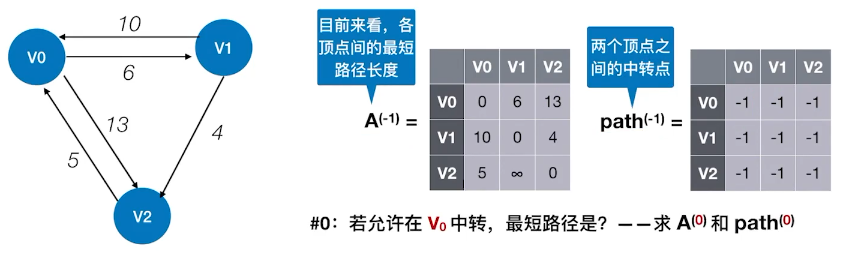 10
V0
V1
6
13
4
5
V2
目前来看，各
顶点间的最短
路径长度
A(-1) =
V0 V1 V2
V0 0 6 13
V1 10 0 4
V2 5 ∞ 0
两个顶点之
间的中转点
path(-1) =
V0 V1 V2
V0 -1 -1 -1
V1 -1 -1 -1
V2 -1 -1 -1
#0：若允许在 V0 中转，最短路径是？——求 A(0) 和 path(0)